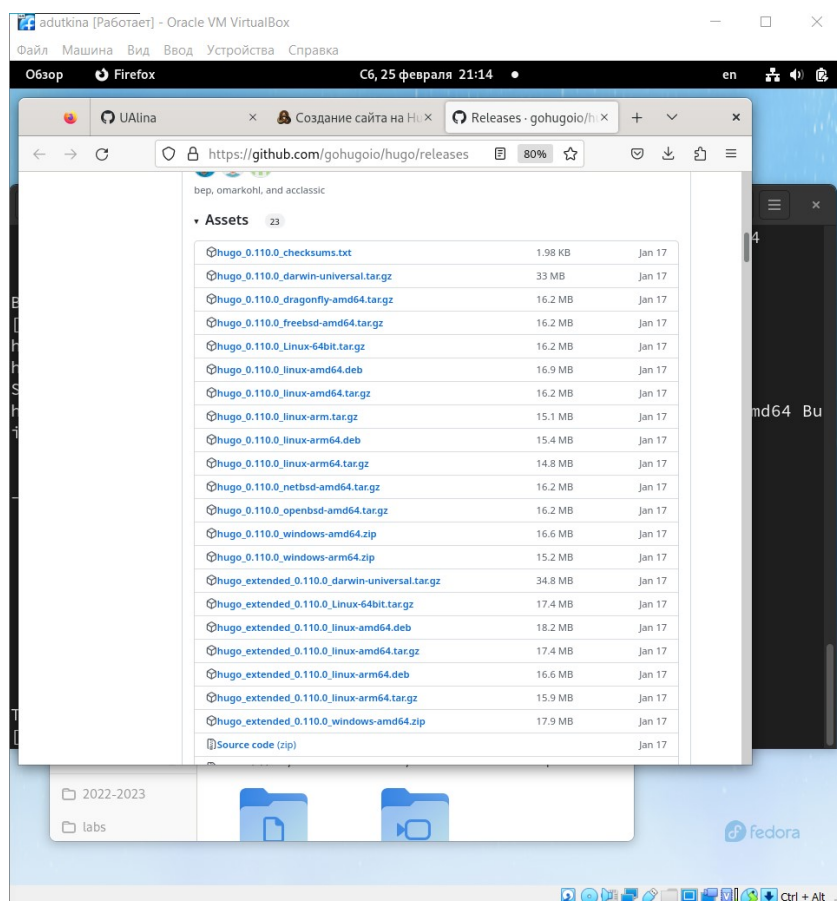 adutkina [Работает] - Oracle VM VirtualBox
Файл Машина Вид Ввод Устройства Справка
Обзор Firefox Сб, 25 февраля 21:14 en
UAlina Создание сайта на Hu Releases · gohugoio/h
https://github.com/gohugoio/hugo/releases 80%
bep, omarkohl, and acclassic
Assets 23
hugo_0.110.0_checksums.txt 1.98 KB Jan 17
hugo_0.110.0_darwin-universal.tar.gz 33 MB Jan 17
hugo_0.110.0_dragonfly-amd64.tar.gz 16.2 MB Jan 17
hugo_0.110.0_freebsd-amd64.tar.gz 16.2 MB Jan 17
hugo_0.110.0_Linux-64bit.tar.gz 16.2 MB Jan 17
hugo_0.110.0_linux-amd64.deb 16.9 MB Jan 17
hugo_0.110.0_linux-amd64.tar.gz 16.2 MB Jan 17
hugo_0.110.0_linux-arm.tar.gz 15.1 MB Jan 17
hugo_0.110.0_linux-arm64.deb 15.4 MB Jan 17
hugo_0.110.0_linux-arm64.tar.gz 14.8 MB Jan 17
hugo_0.110.0_netbsd-amd64.tar.gz 16.2 MB Jan 17
hugo_0.110.0_openbsd-amd64.tar.gz 16.2 MB Jan 17
hugo_0.110.0_windows-amd64.zip 16.6 MB Jan 17
hugo_0.110.0_windows-arm64.zip 15.2 MB Jan 17
hugo_extended_0.110.0_darwin-universal.tar.gz 34.8 MB Jan 17
hugo_extended_0.110.0_Linux-64bit.tar.gz 17.4 MB Jan 17
hugo_extended_0.110.0_linux-amd64.deb 18.2 MB Jan 17
hugo_extended_0.110.0_linux-amd64.tar.gz 17.4 MB Jan 17
hugo_extended_0.110.0_linux-arm64.deb 16.6 MB Jan 17
hugo_extended_0.110.0_linux-arm64.tar.gz 15.9 MB Jan 17
hugo_extended_0.110.0_windows-amd64.zip 17.9 MB Jan 17
Source code (zip) Jan 17
4
md64 Bu
2022-2023
labs
fedora
Ctrl + Alt